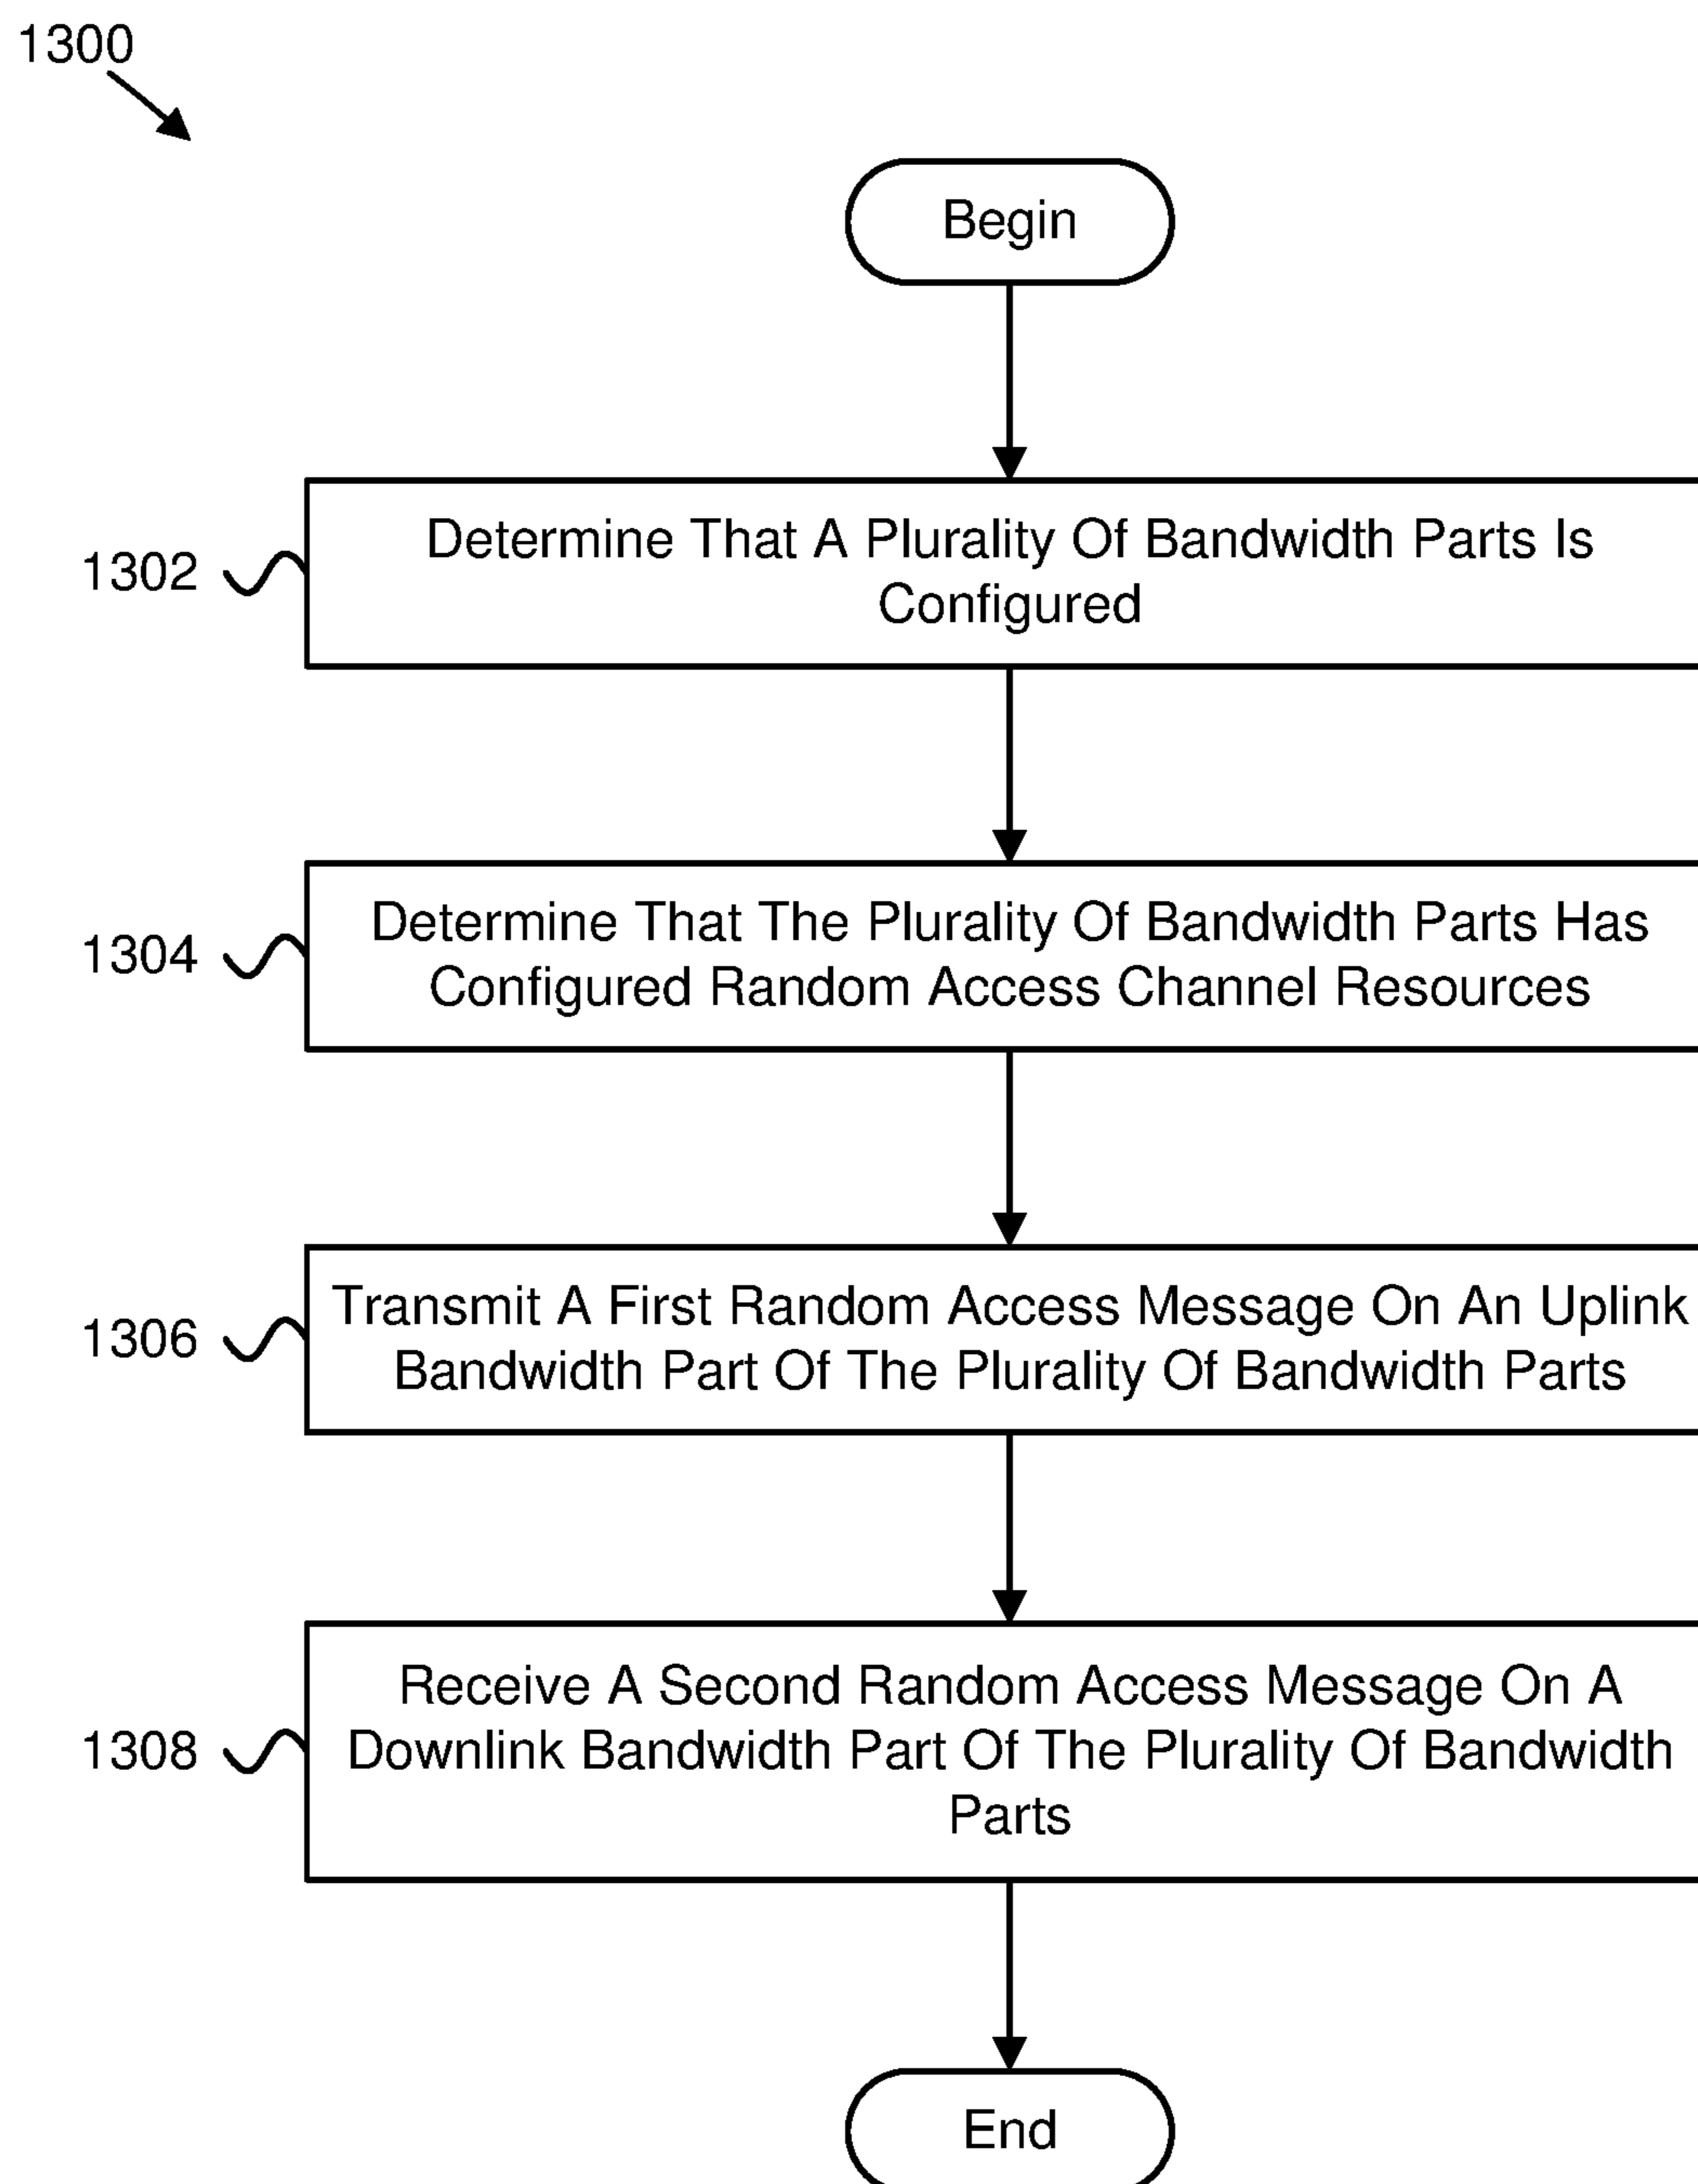 1300
Begin
1302
Determine That A Plurality Of Bandwidth Parts Is
Configured
1304
Determine That The Plurality Of Bandwidth Parts Has
Configured Random Access Channel Resources
1306
Transmit A First Random Access Message On An Uplink
Bandwidth Part Of The Plurality Of Bandwidth Parts
1308
Receive A Second Random Access Message On A
Downlink Bandwidth Part Of The Plurality Of Bandwidth
Parts
End